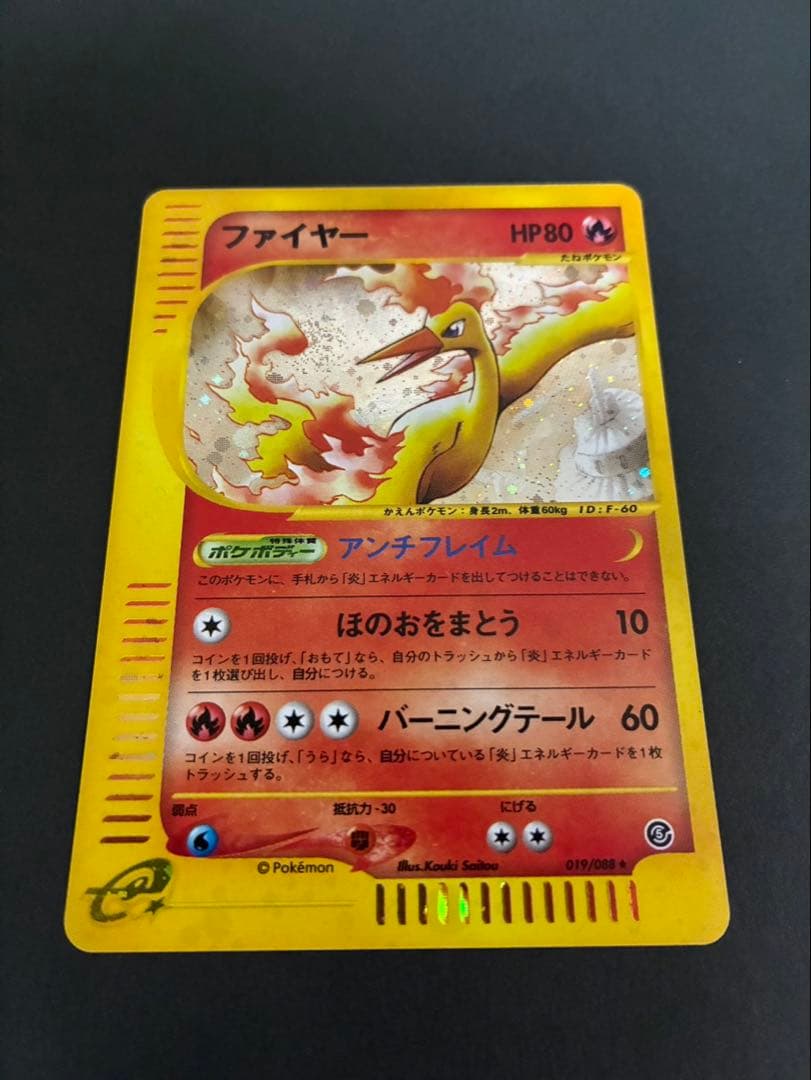 ファイヤー HP80
たねポケモン
かえんポケモン：身長2m、体重60kg ID:F-60
特殊体質
ポケボディー アンチフレイム
このポケモンに、手札から「炎」エネルギーカードを出してつけることはできない。
ほのおをまとう 10
コインを1回投げ、「おもて」なら、自分のトラッシュから「炎」エネルギーカード
を1枚選び出し、自分につける。
バーニングテール 60
コインを1回投げ、「うら」なら、自分についている「炎」エネルギーカードを1枚
トラッシュする。
弱点 抵抗力-30 にげる
5
©Pokémon Illus.Kouki Saitou 019/088★
e